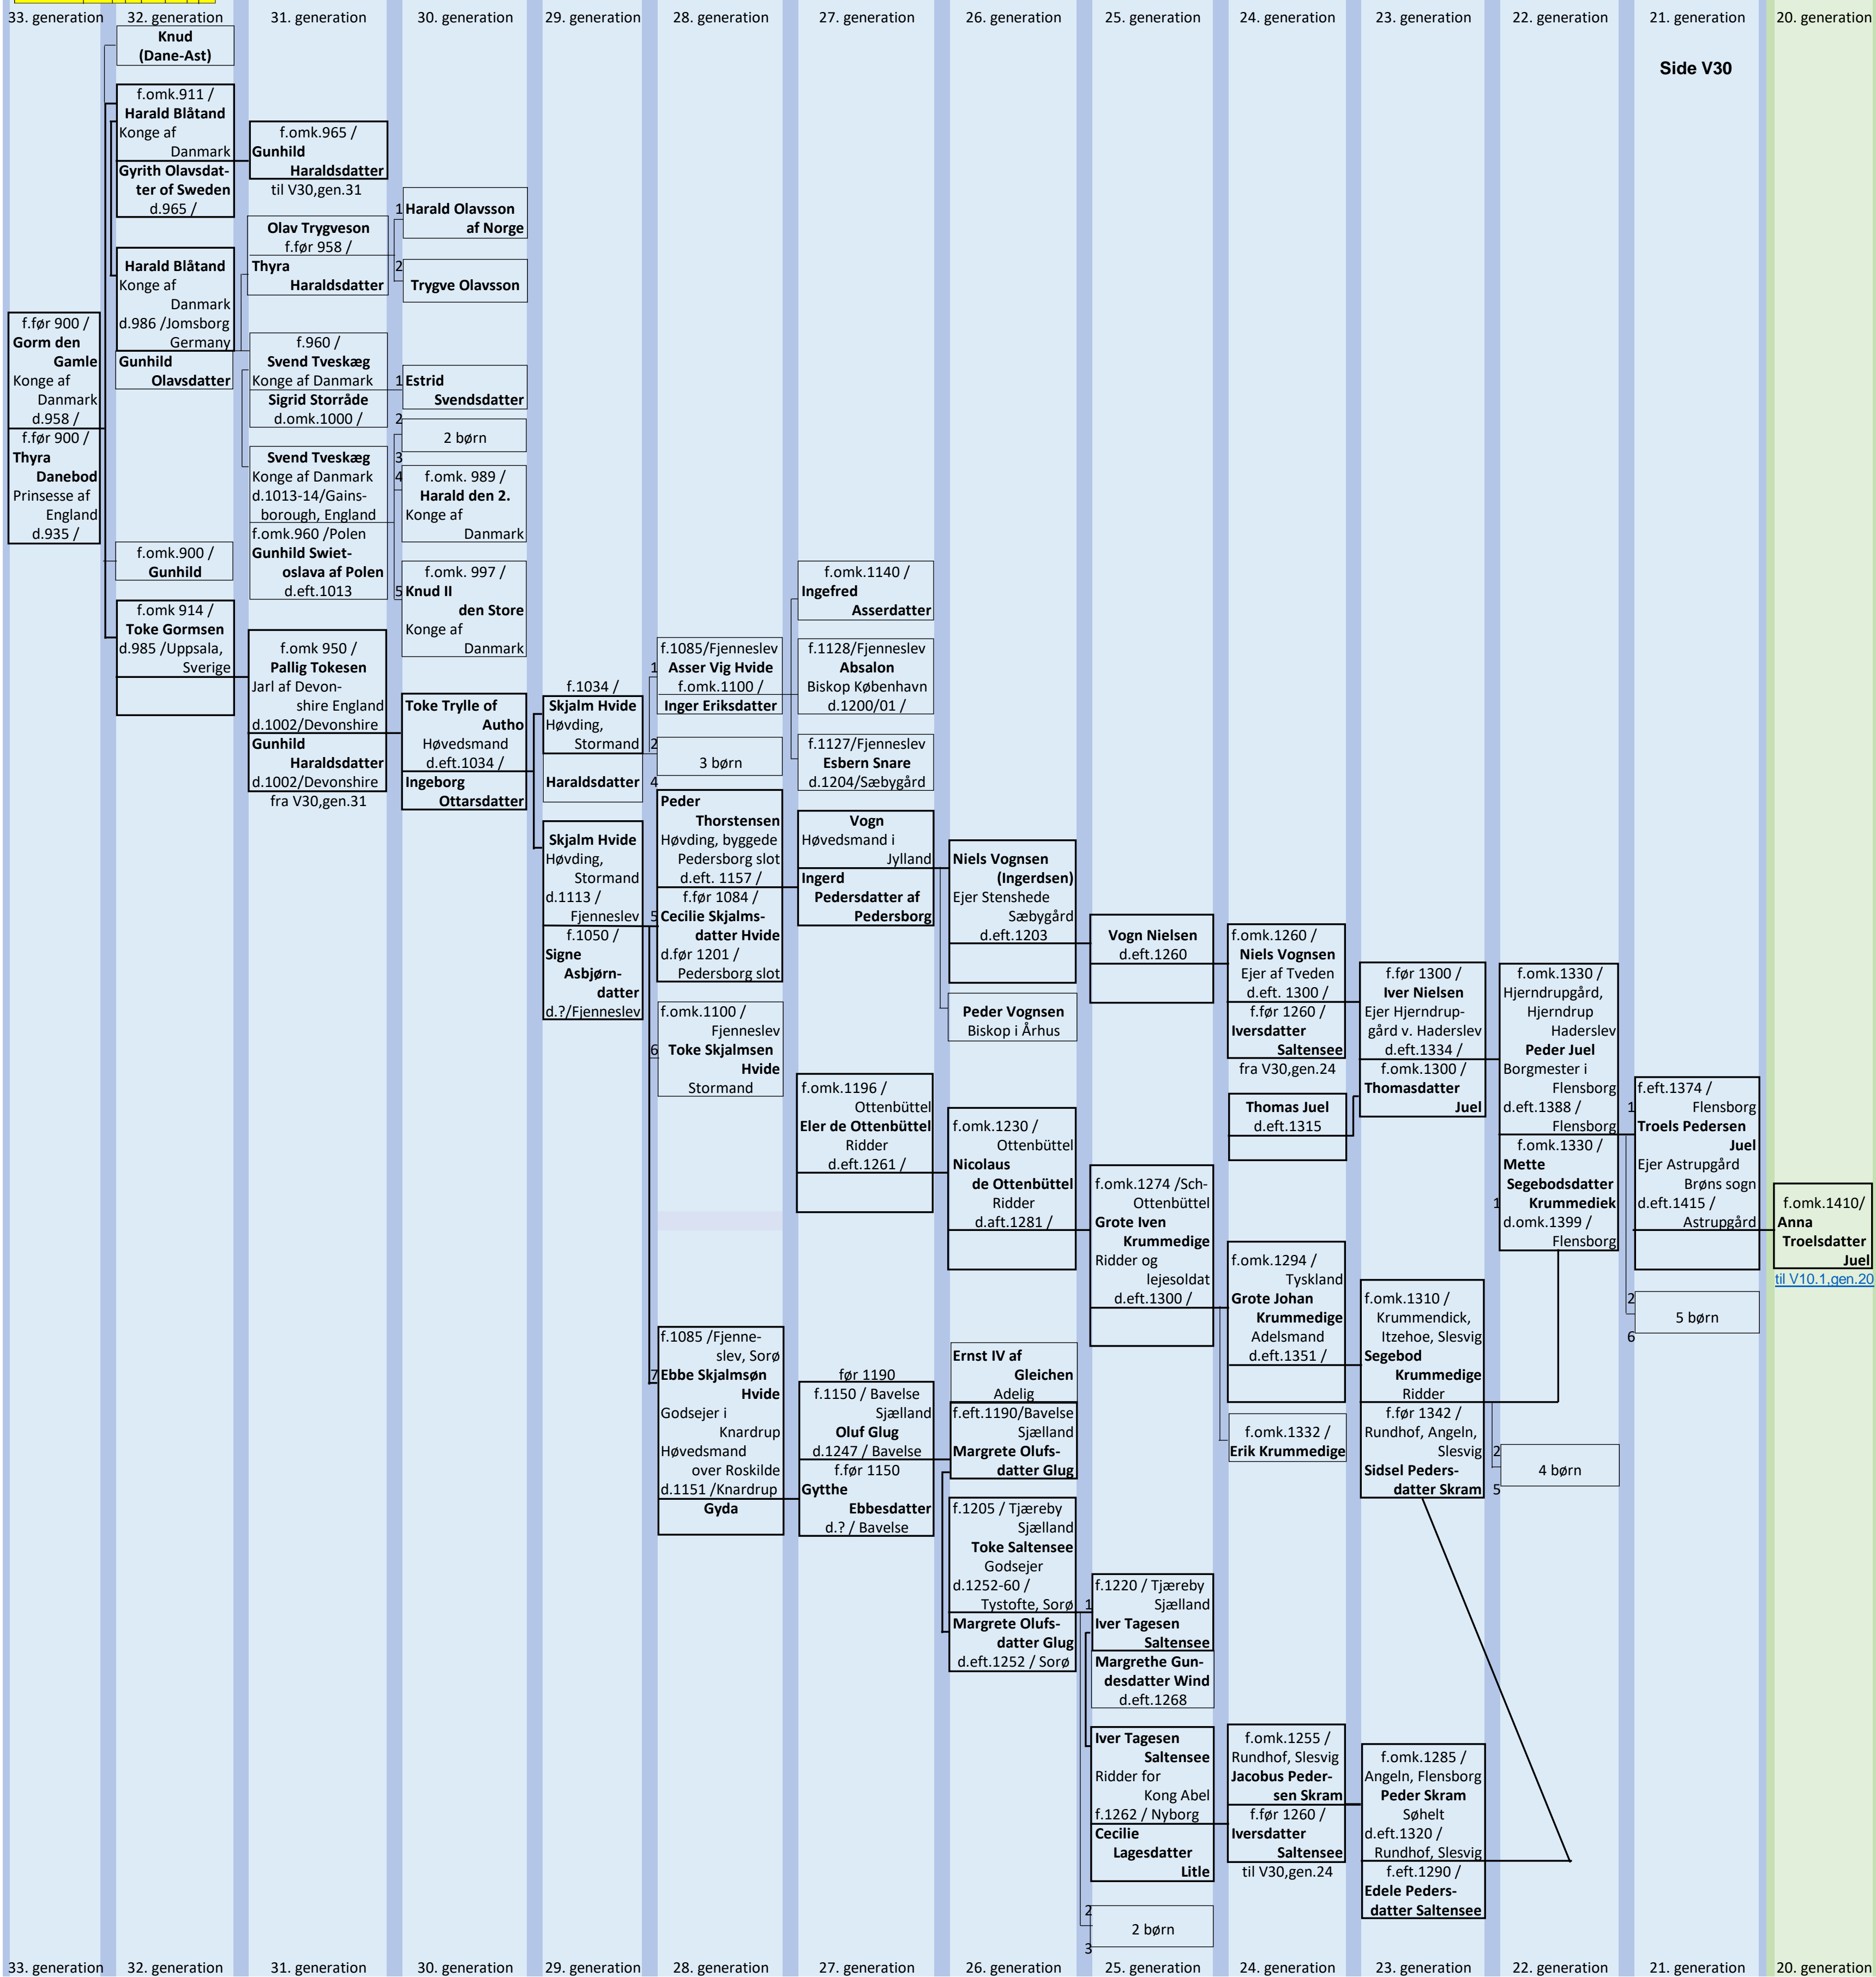 33. generation
32. generation
31. generation
30. generation
29. generation
28. generation
27. generation
26. generation
25. generation
24. generation
23. generation
22. generation
21. generation
20. generation
Side V30
f.før 900 /
Gorm den
Gamle
Konge af
Danmark
d.958 /
f.før 900 /
Thyra
Danebod
Prinsesse af
England
d.935 /
Knud
(Dane-Ast)
f.omk.911 /
Harald Blåtand
Konge af
Danmark
Gyrith Olavsdat-
ter of Sweden
d.965 /
Harald Blåtand
Konge af
Danmark
d.986 /Jomsborg
Germany
Gunhild
Olavsdatter
f.omk.900 /
Gunhild
f.omk 914 /
Toke Gormsen
d.985 /Uppsala,
Sverige
f.omk.965 /
Gunhild
Haraldsdatter
til V30,gen.31
Olav Trygveson
f.før 958 /
Thyra
Haraldsdatter
f.960 /
Svend Tveskæg
Konge af Danmark
Sigrid Storråde
d.omk.1000 /
Svend Tveskæg
Konge af Danmark
d.1013-14/Gains-
borough, England
f.omk.960 /Polen
Gunhild Swiet-
oslava af Polen
d.eft.1013
f.omk 950 /
Pallig Tokesen
Jarl af Devon-
shire England
d.1002/Devonshire
Gunhild
Haraldsdatter
d.1002/Devonshire
fra V30,gen.31
1
Harald Olavsson
af Norge
2
Trygve Olavsson
1
Estrid
Svendsdatter
2
2 børn
3
4
f.omk. 989 /
Harald den 2.
Konge af
Danmark
f.omk. 997 /
5
Knud II
den Store
Konge af
Danmark
Toke Trylle of
Autho
Høvedsmand
d.eft.1034 /
Ingeborg
Ottarsdatter
f.1034 /
Skjalm Hvide
Høvding,
Stormand
Haraldsdatter
Skjalm Hvide
Høvding,
Stormand
d.1113 /
Fjenneslev
f.1050 /
Signe
Asbjørn-
datter
d.?/Fjenneslev
f.1085/Fjenneslev
1
Asser Vig Hvide
f.omk.1100 /
Inger Eriksdatter
2
3 børn
4
Peder
Thorstensen
Høvding, byggede
Pedersborg slot
d.eft. 1157 /
f.før 1084 /
5
Cecilie Skjalms-
datter Hvide
d.før 1201 /
Pedersborg slot
f.omk.1100 /
Fjenneslev
6
Toke Skjalmsen
Hvide
Stormand
f.1085 /Fjenne-
slev, Sorø
7
Ebbe Skjalmsøn
Hvide
Godsejer i
Knardrup
Høvedsmand
over Roskilde
d.1151 /Knardrup
Gyda
f.omk.1140 /
Ingefred
Asserdatter
f.1128/Fjenneslev
Absalon
Biskop København
d.1200/01 /
f.1127/Fjenneslev
Esbern Snare
d.1204/Sæbygård
Vogn
Høvedsmand i
Jylland
Ingerd
Pedersdatter af
Pedersborg
f.omk.1196 /
Ottenbüttel
Eler de Ottenbüttel
Ridder
d.eft.1261 /
før 1190
f.1150 / Bavelse
Sjælland
Oluf Glug
d.1247 / Bavelse
f.før 1150
Gytthe
Ebbesdatter
d.? / Bavelse
Niels Vognsen
(Ingerdsen)
Ejer Stenshede
Sæbygård
d.eft.1203
Peder Vognsen
Biskop i Århus
f.omk.1230 /
Ottenbüttel
Nicolaus
de Ottenbüttel
Ridder
d.aft.1281 /
Ernst IV af
Gleichen
Adelig
f.eft.1190/Bavelse
Sjælland
Margrete Olufs-
datter Glug
f.1205 / Tjæreby
Sjælland
Toke Saltensee
Godsejer
d.1252-60 /
Tystofte, Sorø
Margrete Olufs-
datter Glug
d.eft.1252 / Sorø
Vogn Nielsen
d.eft.1260
f.omk.1274 /Sch-
Ottenbüttel
Grote Iven
Krummedige
Ridder og
lejesoldat
d.eft.1300 /
f.1220 / Tjæreby
1
Sjælland
Iver Tagesen
Saltensee
Margrethe Gun-
desdatter Wind
d.eft.1268
Iver Tagesen
Saltensee
Ridder for
Kong Abel
f.1262 / Nyborg
Cecilie
Lagesdatter
Litle
2
2 børn
3
f.omk.1260 /
Niels Vognsen
Ejer af Tveden
d.eft. 1300 /
f.før 1260 /
Iversdatter
Saltensee
fra V30,gen.24
Thomas Juel
d.eft.1315
f.omk.1294 /
Tyskland
Grote Johan
Krummedige
Adelsmand
d.eft.1351 /
f.omk.1332 /
Erik Krummedige
f.omk.1255 /
Rundhof, Slesvig
Jacobus Peder-
sen Skram
f.før 1260 /
Iversdatter
Saltensee
til V30,gen.24
f.før 1300 /
Iver Nielsen
Ejer Hjerndrup-
gård v. Haderslev
d.eft.1334 /
f.omk.1300 /
Thomasdatter
Juel
f.omk.1310 /
Krummendick,
Itzehoe, Slesvig
Segebod
Krummedige
Ridder
f.før 1342 /
Rundhof, Angeln,
Slesvig
Sidsel Peders-
datter Skram
f.omk.1285 /
Angeln, Flensborg
Peder Skram
Søhelt
d.eft.1320 /
Rundhof, Slesvig
f.eft.1290 /
Edele Peders-
datter Saltensee
f.omk.1330 /
Hjerndrupgård,
Hjerndrup
Haderslev
Peder Juel
Borgmester i
Flensborg
d.eft.1388 /
Flensborg
f.omk.1330 /
Mette
Segebodsdatter
1
Krummediek
d.omk.1399 /
Flensborg
2
4 børn
5
f.eft.1374 /
1
Flensborg
Troels Pedersen
Juel
Ejer Astrupgård
Brøns sogn
d.eft.1415 /
Astrupgård
2
5 børn
6
f.omk.1410/
Anna
Troelsdatter
Juel
til V10.1,gen.20
33. generation
32. generation
31. generation
30. generation
29. generation
28. generation
27. generation
26. generation
25. generation
24. generation
23. generation
22. generation
21. generation
20. generation